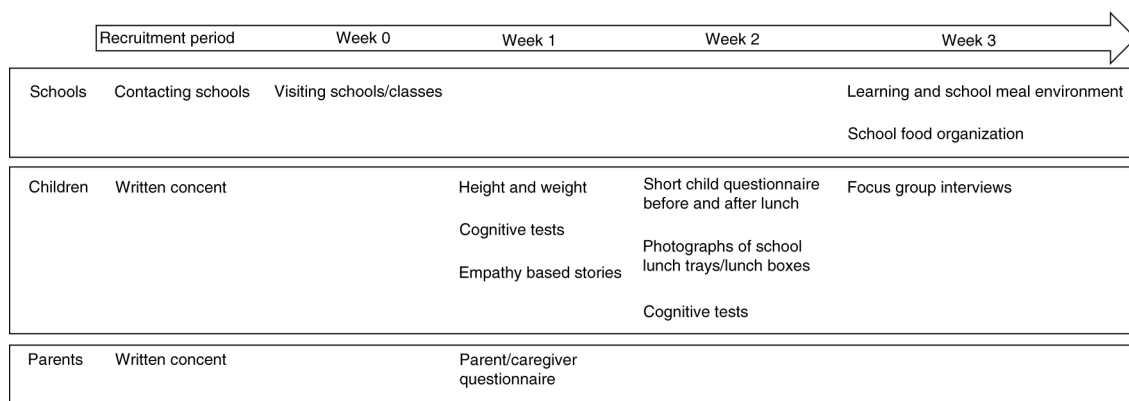 Recruitment period Week 0 Week 1 Week 2 Week 3
Schools Contacting schools Visiting schools/classes Learning and school meal environment
School food organization
Children Written concent Height and weight Short child questionnaire Focus group interviews
before and after lunch
Cognitive tests
Photographs of school
lunch trays/lunch boxes
Empathy based stories
Cognitive tests
Parents Written concent Parent/caregiver
questionnaire